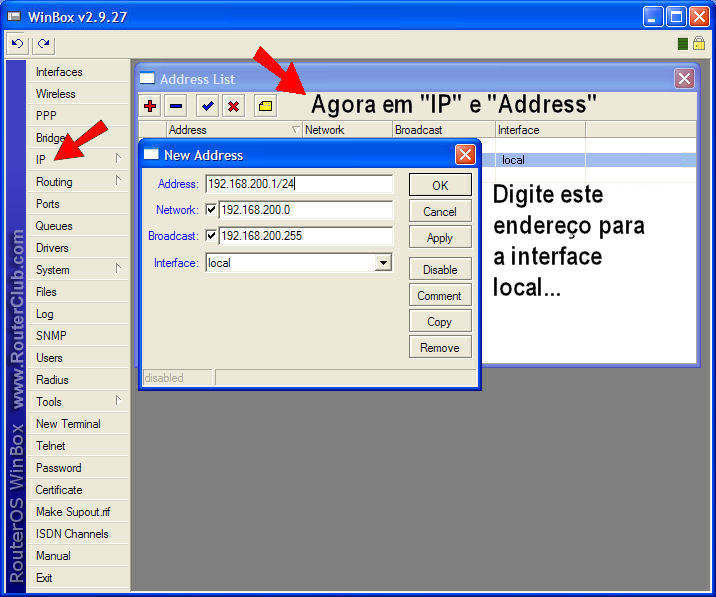 WinBox v2.9.27
RouterOS WinBox www.RouterClub.com
Interfaces
Wireless
PPP
Bridge
IP
Routing
Ports
Queues
Drivers
System
Files
Log
SNMP
Users
Radius
Tools
New Terminal
Telnet
Password
Certificate
Make Supout.rif
ISDN Channels
Manual
Exit
Address List
Agora em "IP" e "Address"
Address Network Broadcast Interface
local
New Address
Address: 192.168.200.1/24
Network: 192.168.200.0
Broadcast: 192.168.200.255
Interface: local
OK
Cancel
Apply
Disable
Comment
Copy
Remove
disabled
Digite este
endereço para
a interface
local...